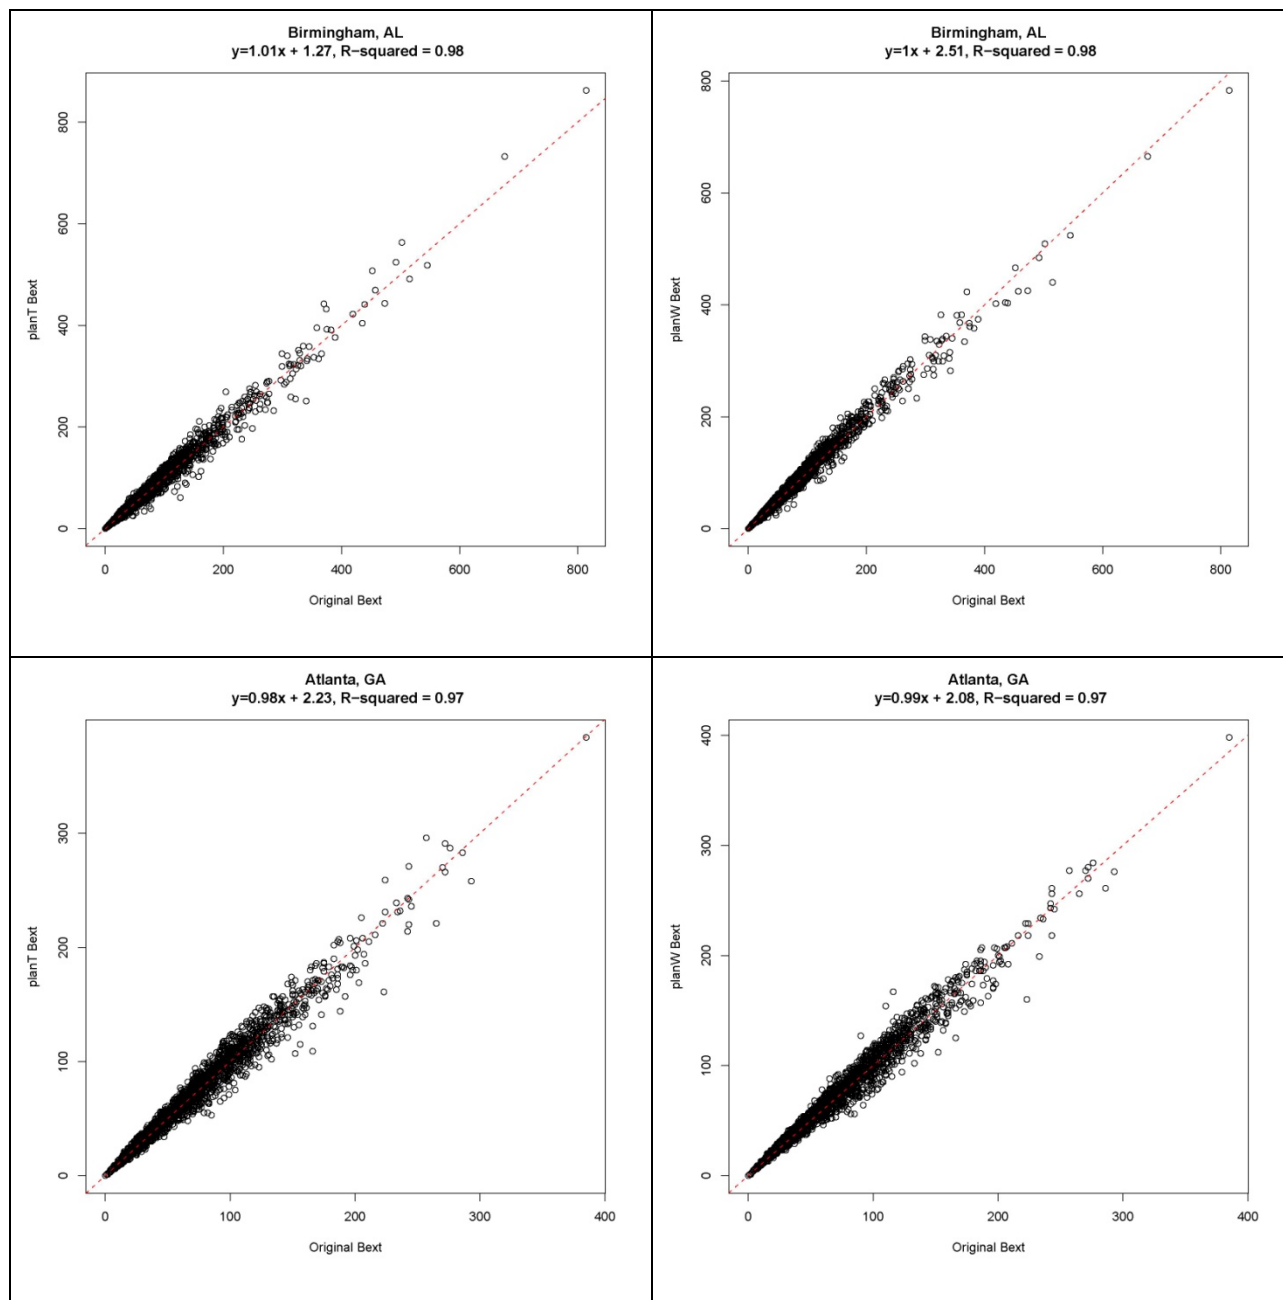 Birmingham, AL
y=1.01x + 1.27, R−squared = 0.98
planT Bext
800
600
400
200
0
0 200 400 600 800
Original Bext
Birmingham, AL
y=1x + 2.51, R−squared = 0.98
planW Bext
800
600
400
200
0
0 200 400 600 800
Original Bext
Atlanta, GA
y=0.98x + 2.23, R−squared = 0.97
planT Bext
300
200
100
0
0 100 200 300 400
Original Bext
Atlanta, GA
y=0.99x + 2.08, R−squared = 0.97
planW Bext
400
300
200
100
0
0 100 200 300 400
Original Bext